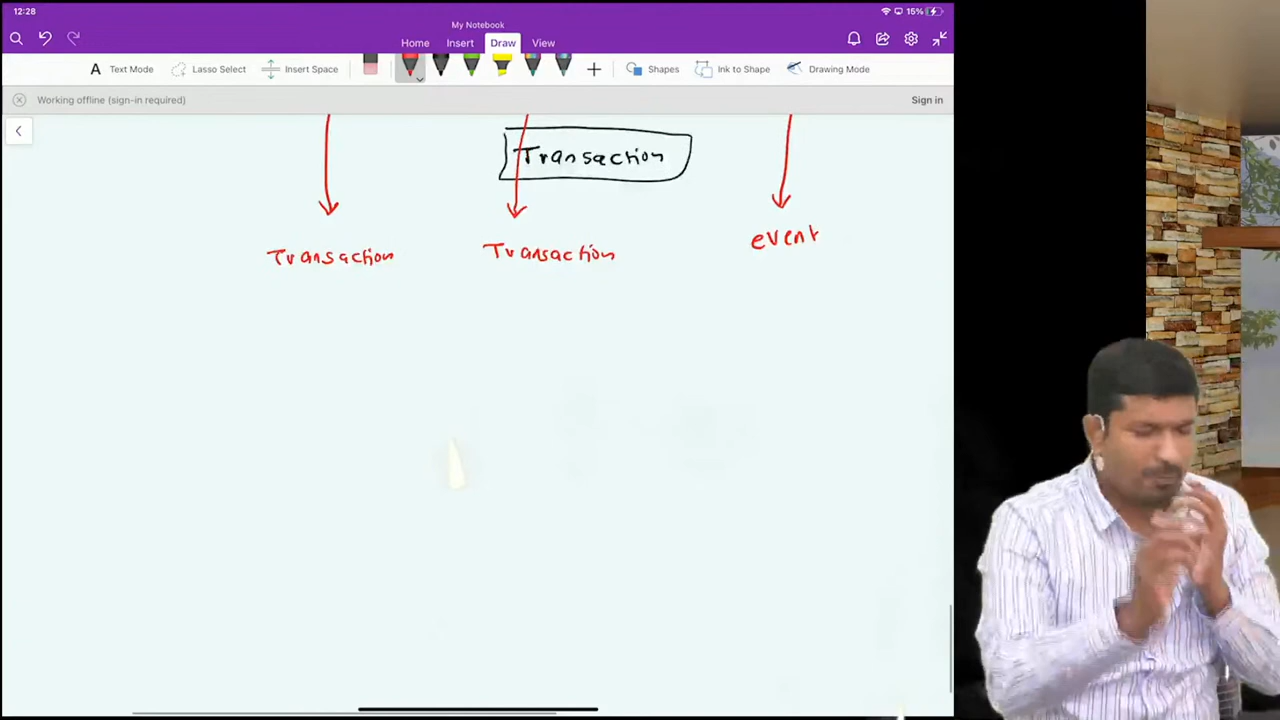 12:28
15%
My Notebook
Home Insert Draw View
A Text Mode Lasso Select Insert Space Shapes Ink to Shape Drawing Mode
Working offline (sign-in required) Sign in
Transaction
Transaction Transaction event